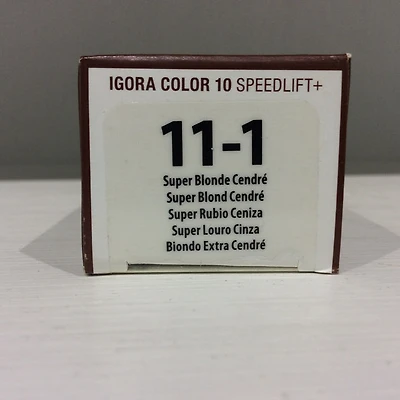 IGORA COLOR 10 SPEEDLIFT+
11-1
Super Blonde Cendré
Super Blond Cendré
Super Rubio Ceniza
Super Louro Cinza
Biondo Extra Cendré